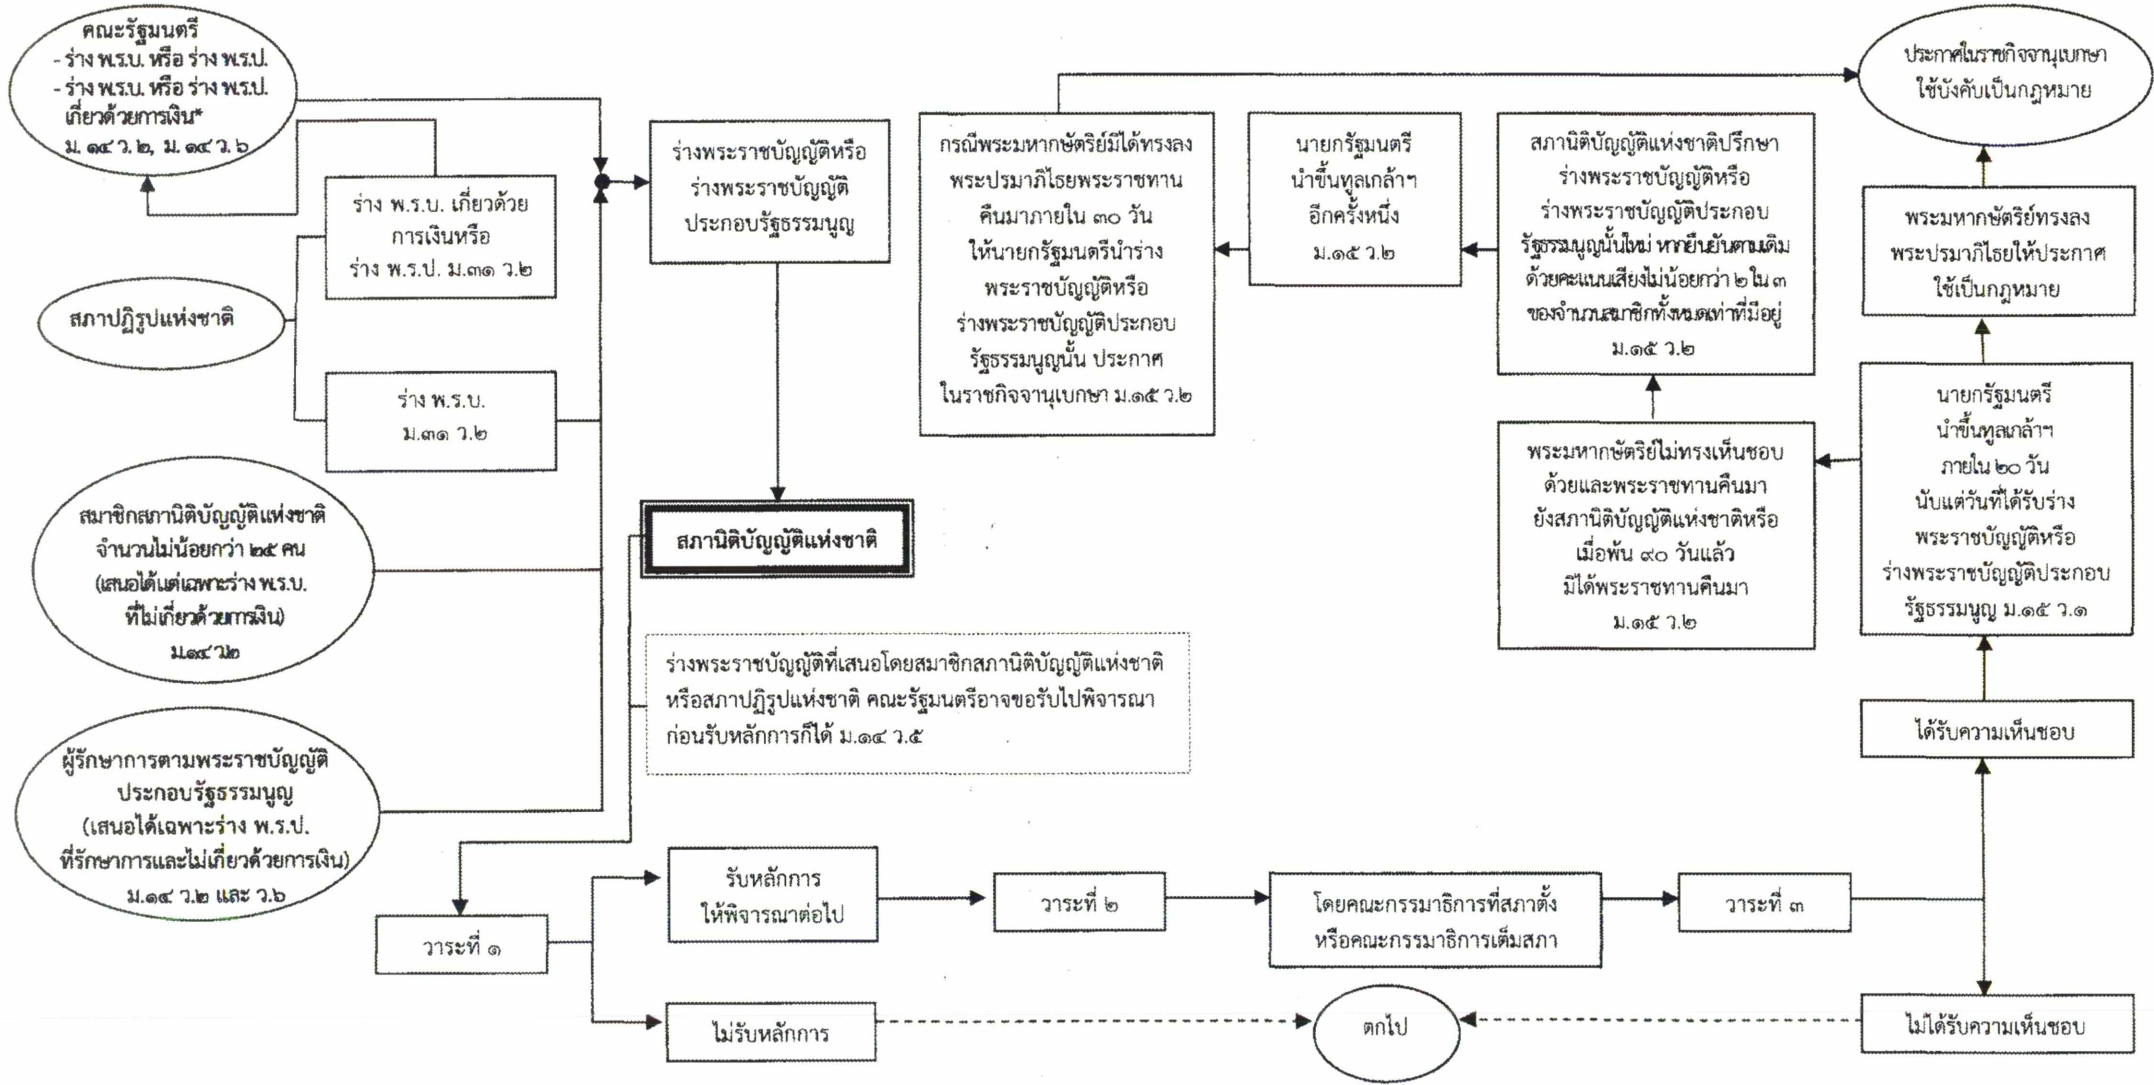 คณะรัฐมนตรี
- ร่าง พ.ร.บ. หรือ ร่าง พ.ร.ป.
- ร่าง พ.ร.บ. หรือ ร่าง พ.ร.ป.
เกี่ยวด้วยการเงิน*
ม. ๑๔ ว. ๒, ม. ๑๔ ว. ๖
ร่าง พ.ร.บ. เกี่ยวด้วย
การเงินหรือ
ร่าง พ.ร.ป. ม.๓๑ ว.๒
สภาปฏิรูปแห่งชาติ
ร่าง พ.ร.บ.
ม.๓๑ ว.๒
สมาชิกสภานิติบัญญัติแห่งชาติ
จำนวนไม่น้อยกว่า ๒๕ คน
(เสนอได้แต่เฉพาะร่าง พ.ร.บ.
ที่ไม่เกี่ยวด้วยการเงิน)
ม.๑๔ ว.๒
ผู้รักษาการตามพระราชบัญญัติ
ประกอบรัฐธรรมนูญ
(เสนอได้เฉพาะร่าง พ.ร.ป.
ที่รักษาการและไม่เกี่ยวด้วยการเงิน)
ม.๑๔ ว.๒ และ ว.๖
ร่างพระราชบัญญัติหรือ
ร่างพระราชบัญญัติ
ประกอบรัฐธรรมนูญ
สภานิติบัญญัติแห่งชาติ
ร่างพระราชบัญญัติที่เสนอโดยสมาชิกสภานิติบัญญัติแห่งชาติ
หรือสภาปฏิรูปแห่งชาติ คณะรัฐมนตรีอาจขอรับไปพิจารณา
ก่อนรับหลักการก็ได้ ม.๑๔ ว.๕
วาระที่ ๑
รับหลักการ
ให้พิจารณาต่อไป
ไม่รับหลักการ
วาระที่ ๒
โดยคณะกรรมาธิการที่สภาตั้ง
หรือคณะกรรมาธิการเต็มสภา
วาระที่ ๓
ตกไป
ไม่ได้รับความเห็นชอบ
ได้รับความเห็นชอบ
นายกรัฐมนตรี
นำขึ้นทูลเกล้าฯ
ภายใน ๒๐ วัน
นับแต่วันที่ได้รับร่าง
พระราชบัญญัติหรือ
ร่างพระราชบัญญัติประกอบ
รัฐธรรมนูญ ม.๑๕ ว.๑
พระมหากษัตริย์ทรงลง
พระปรมาภิไธยให้ประกาศ
ใช้เป็นกฎหมาย
ประกาศในราชกิจจานุเบกษา
ใช้บังคับเป็นกฎหมาย
พระมหากษัตริย์ไม่ทรงเห็นชอบ
ด้วยและพระราชทานคืนมา
ยังสภานิติบัญญัติแห่งชาติหรือ
เมื่อพ้น ๙๐ วันแล้ว
มิได้พระราชทานคืนมา
ม.๑๕ ว.๒
สภานิติบัญญัติแห่งชาติปรึกษา
ร่างพระราชบัญญัติหรือ
ร่างพระราชบัญญัติประกอบ
รัฐธรรมนูญนั้นใหม่ หากยืนยันตามเดิม
ด้วยคะแนนเสียงไม่น้อยกว่า ๒ ใน ๓
ของจำนวนสมาชิกทั้งหมดเท่าที่มีอยู่
ม.๑๕ ว.๒
นายกรัฐมนตรี
นำขึ้นทูลเกล้าฯ
อีกครั้งหนึ่ง
ม.๑๕ ว.๒
กรณีพระมหากษัตริย์มิได้ทรงลง
พระปรมาภิไธยพระราชทาน
คืนมาภายใน ๓๐ วัน
ให้นายกรัฐมนตรีนำร่าง
พระราชบัญญัติหรือ
ร่างพระราชบัญญัติประกอบ
รัฐธรรมนูญนั้น ประกาศ
ในราชกิจจานุเบกษา ม.๑๕ ว.๒